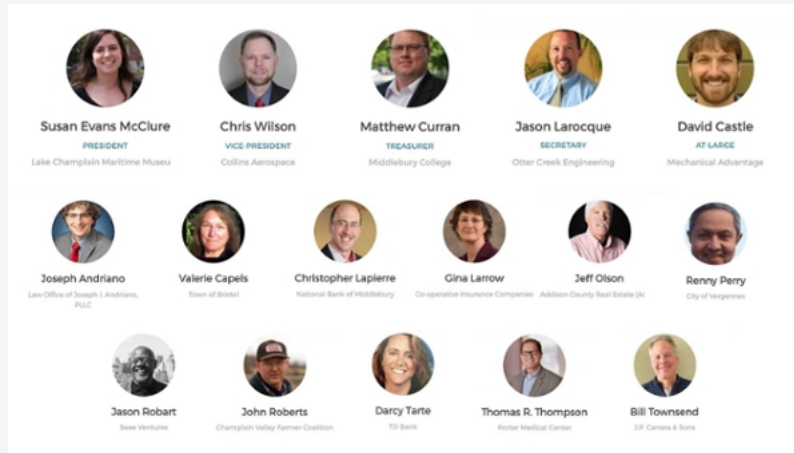 Susan Evans McClure
Chris Wilson
Matthew Curran
Jason Larocque
David Castle
PRESIDENT
VICE-PRESIDENT
TREASURER
SECRETARY
AT-LARGE
Lake Champlain Maritime Museu
Collins Aerospace
Middlebury College
Otter Creek Engineering
Mechanical Advantage
Joseph Andriano
Valerie Capels
Christopher Lapierre
Gina Larrow
Jeff Olson
Renny Perry
Law Office of Joseph I. Andriano,
PLLC
Town of Bristol
National Bank of Middlebury
Co-operative Insurance Companies
Addison County Real Estate
City of Vergennes
Jason Robart
John Roberts
Darcy Tarte
Thomas R. Thompson
Bill Townsend
Seae Ventures
Champlain Valley Farmer Coalition
TD Bank
Porter Medical Center
J.P. Carrara & Sons